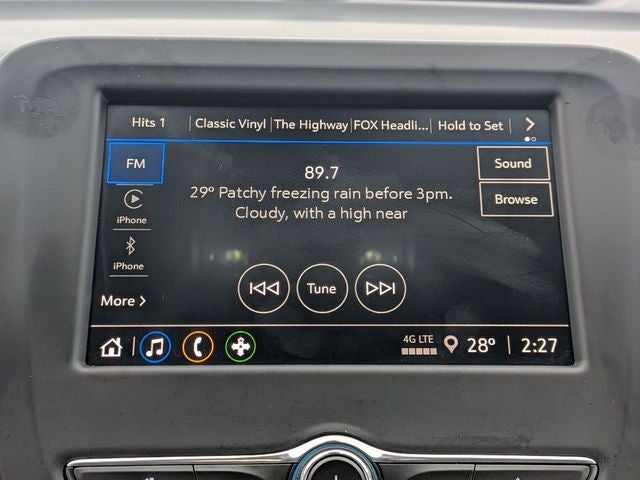 Hits 1 Classic Vinyl The Highway FOX Headli... Hold to Set
FM
89.7
Sound
29° Patchy freezing rain before 3pm.
Cloudy, with a high near
Browse
iPhone
iPhone
Tune
More
4G LTE 28° 2:27